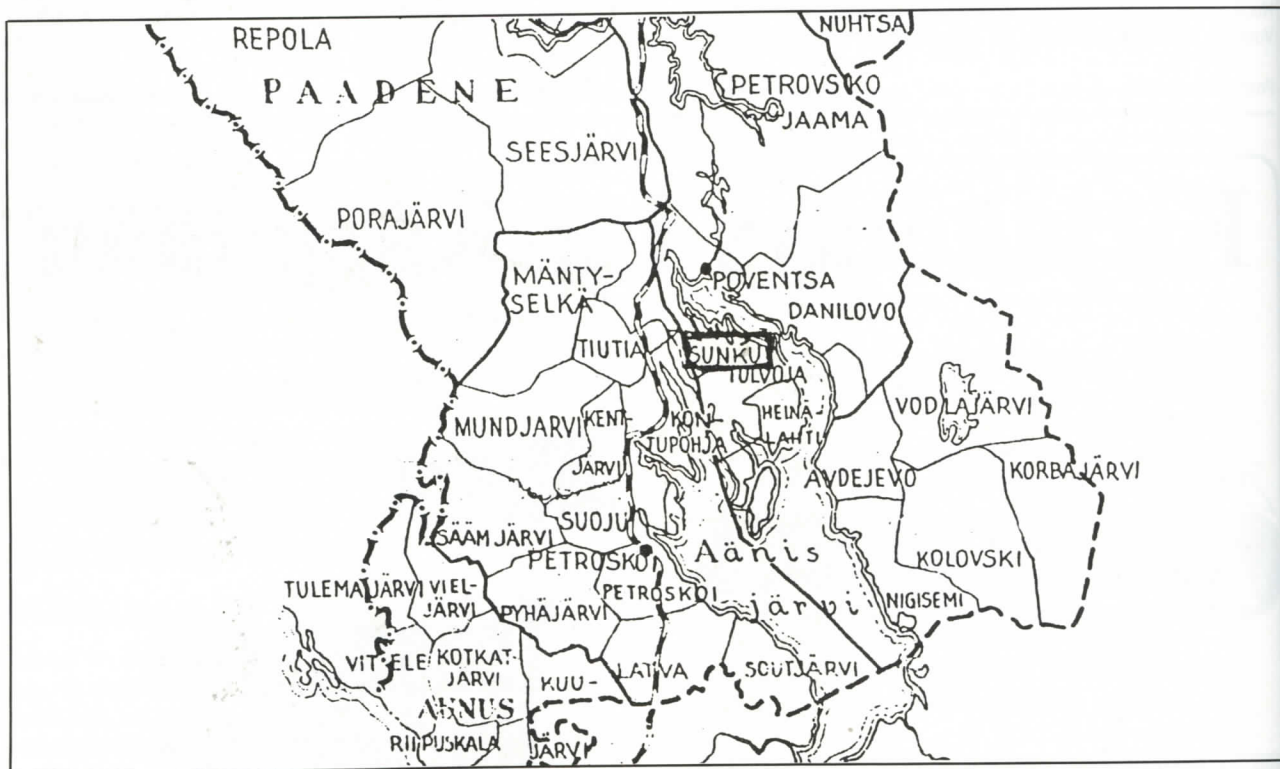 REPOLA
NUHTSA
PAADENE
PETROVSKO
JAAMA
SEESJÄRVI
PORAJÄRVI
MÄNTY-
SELKÄ
POVENTSA
DANILOVO
TIUTIA
SUNKU
TULVOJA
MUNDJARVI
KENT-
JÄRVI
KON-
TUPOHJA
HEINÄ-
LAHTI
VODLAJÄRVI
AVDEJEVO
KORBAJÄRVI
SUOJU
SÄÄMJÄRVI
PETROSKOI
Äänis
järvi
KOLOVSKI
TULEMAJÄRVI
VIEL-
JÄRVI
PYHÄJÄRVI
PETROSKOI
NIGISEMI
VITELE
KOTKAT-
JÄRVI
KUU-
JÄRVI
LATVA
SOUTJÄRVI
AUNUS
RIIPUSKALA